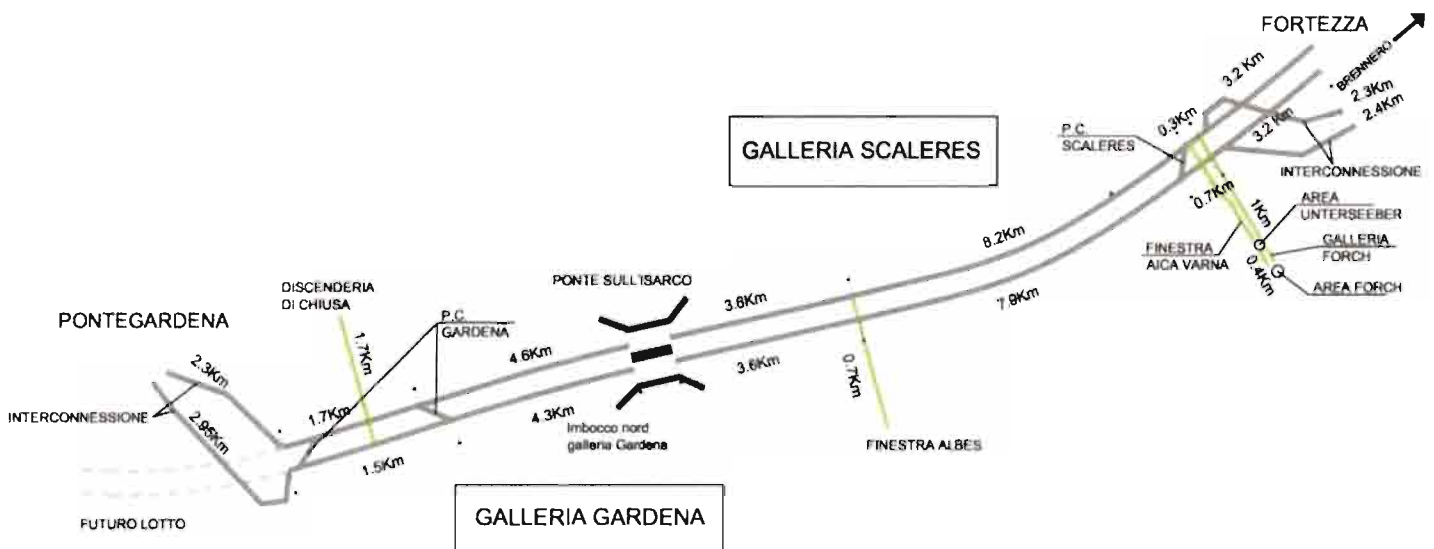 FORTEZZA
BRENNERO
3.2 Km
2.3Km
2.4Km
0.3Km
3.2 Km
P.C.
SCALERES
GALLERIA SCALERES
INTERCONNESSIONE
0.7Km
1Km
AREA
UNTERSEEBER
FINESTRA
AICA VARNA
GALLERIA
FORCH
0.4Km
AREA FORCH
8.2Km
7.9Km
PONTE SULL'ISARCO
3.6Km
3.6Km
0.7Km
FINESTRA ALBES
DISCENDERIA
DI CHIUSA
P.C.
GARDENA
PONTEGARDENA
1.7Km
4.6Km
2.3Km
INTERCONNESSIONE
1.7Km
4.3Km
Imbocco nord
galleria Gardena
2.95Km
1.5Km
GALLERIA GARDENA
FUTURO LOTTO